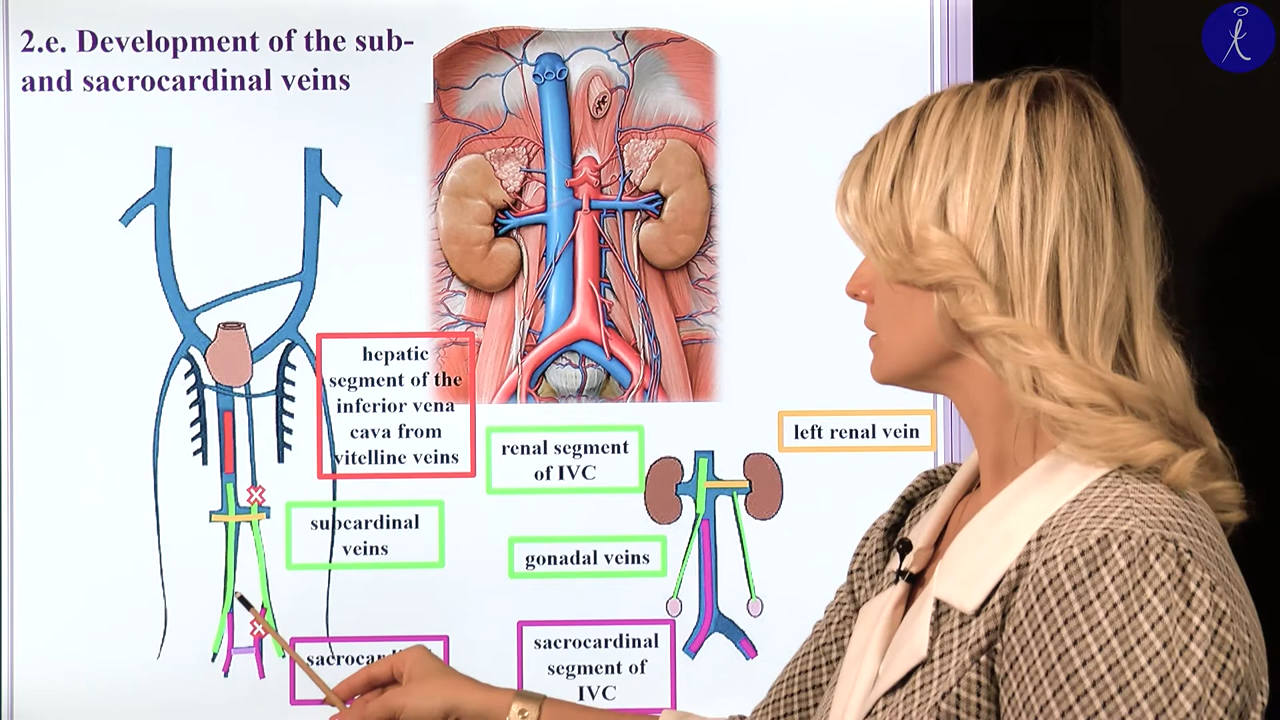 2.e. Development of the sub-
and sacrocardinal veins
hepatic
segment of the
inferior vena
cava from
vitelline veins
subcardinal
veins
renal segment
of IVC
left renal vein
gonadal veins
sacrocardinal
segment of
IVC